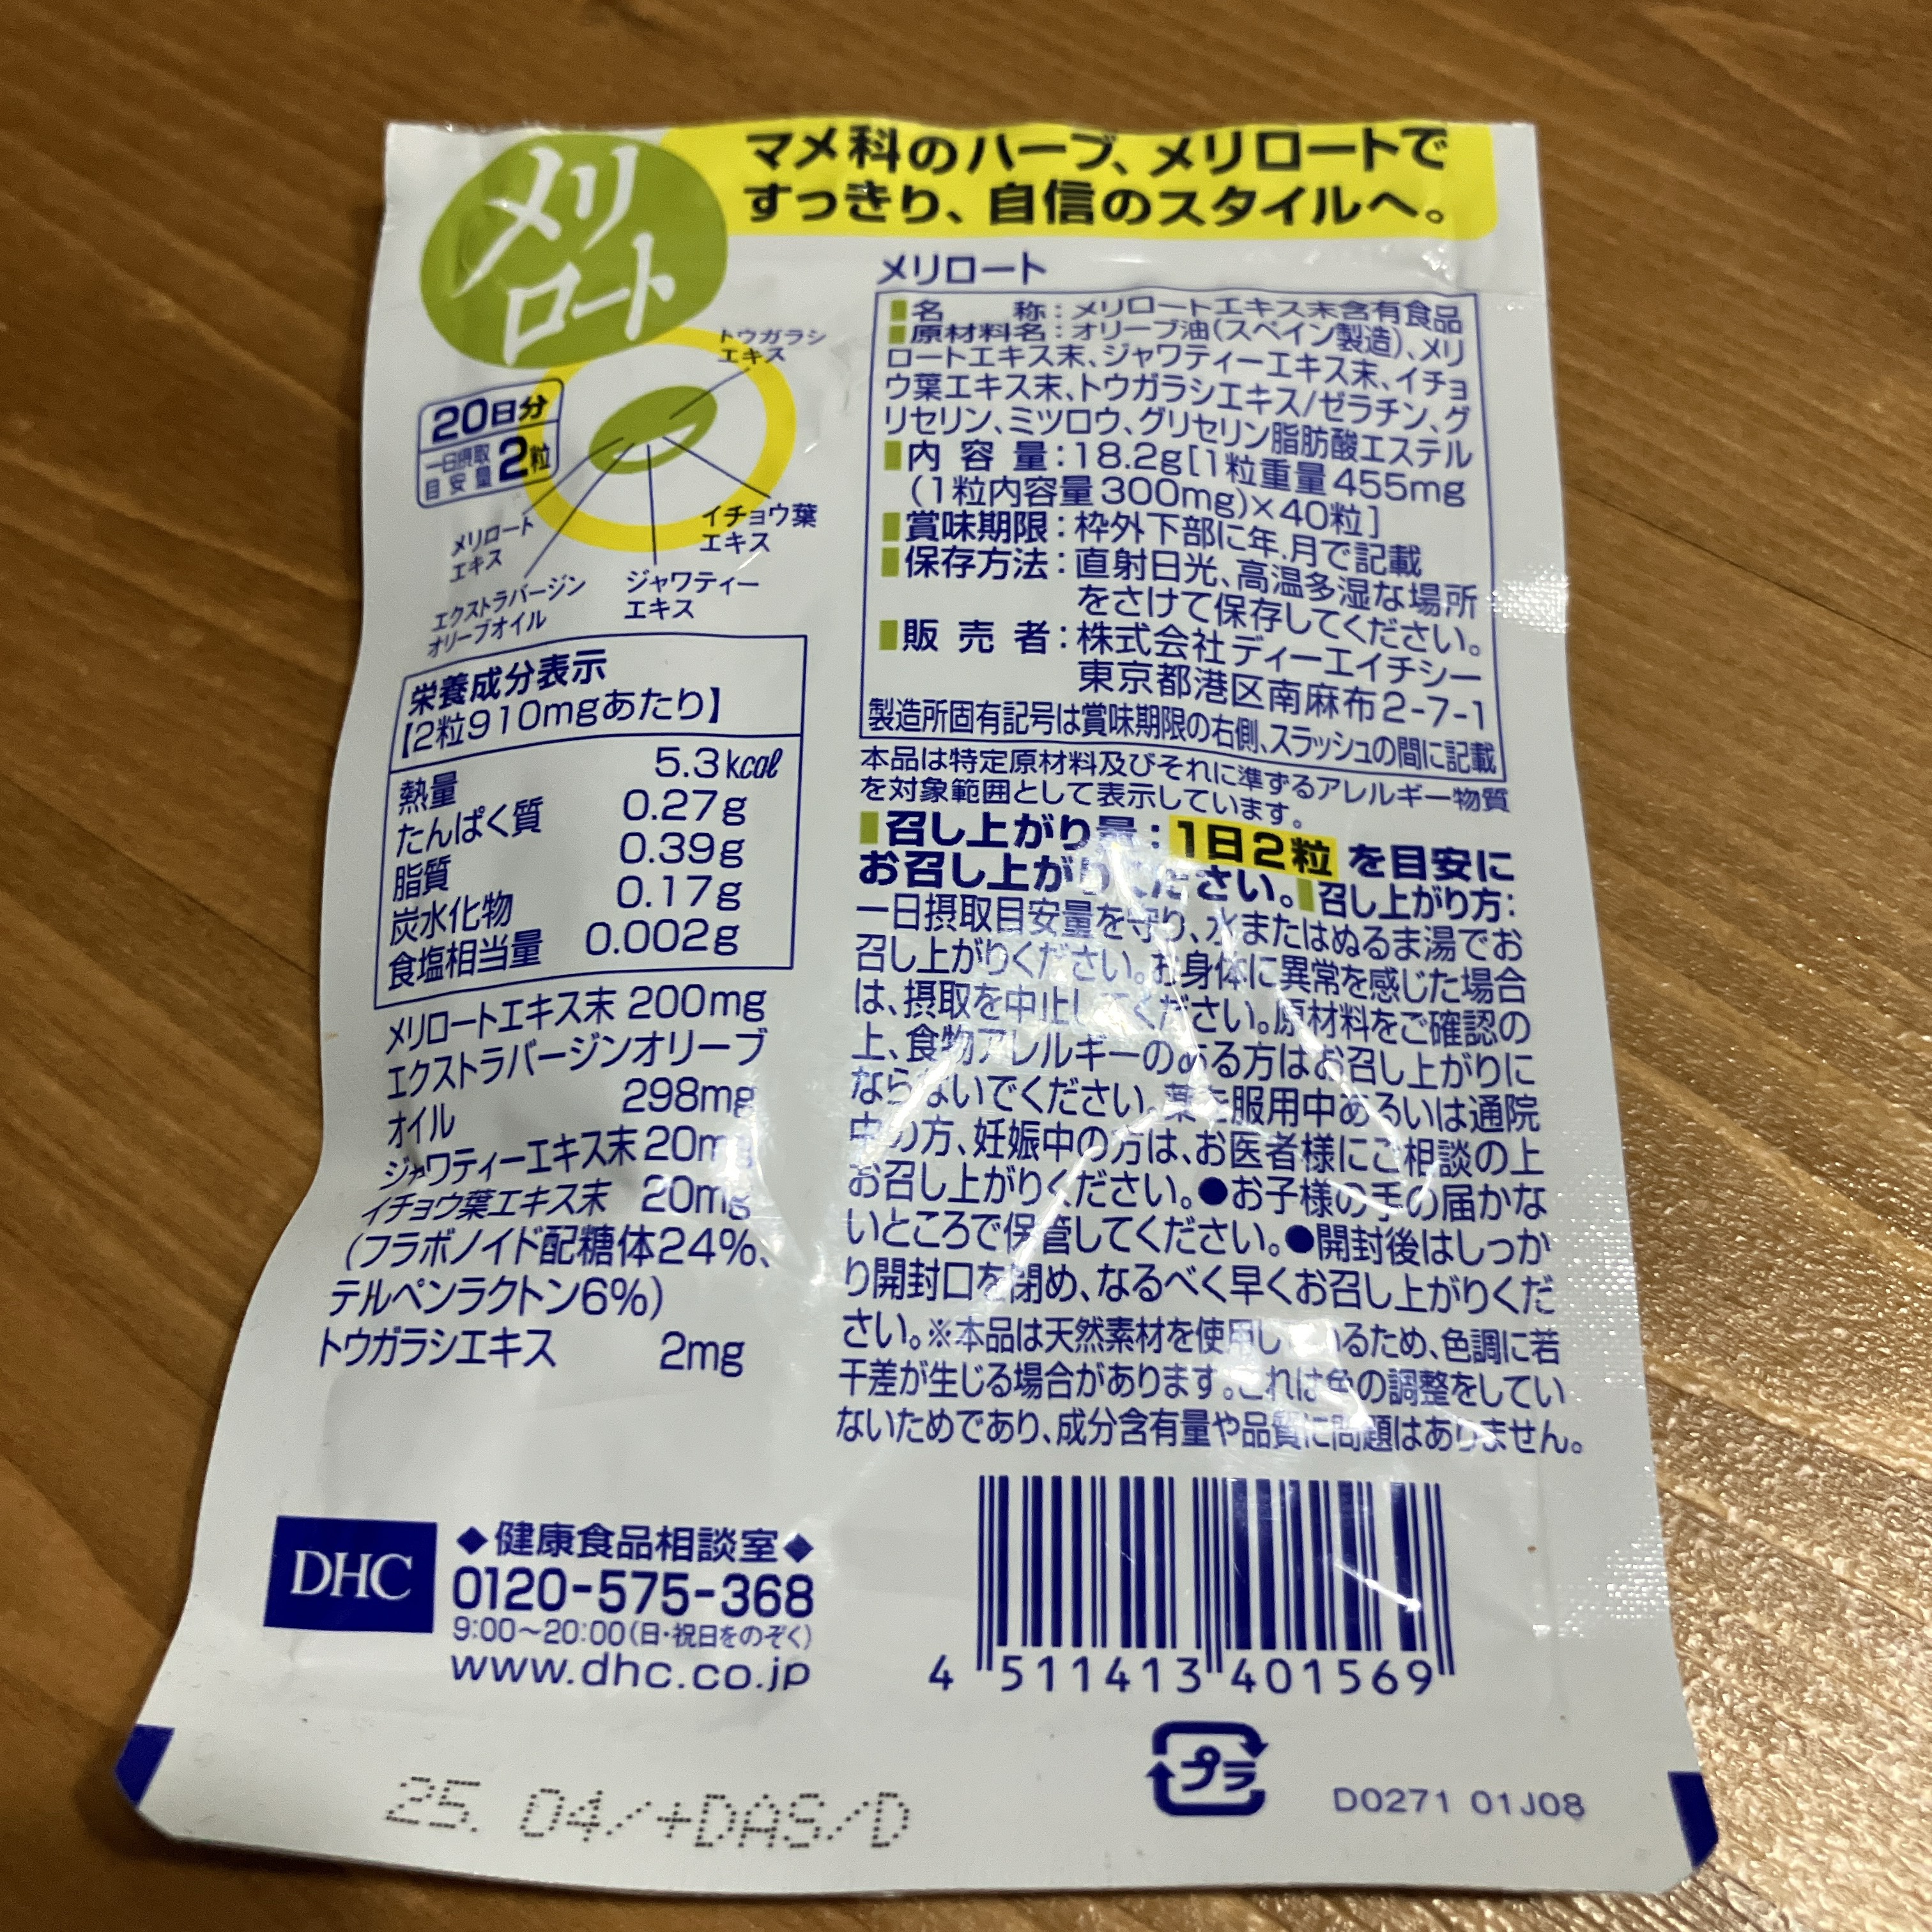 マメ科のハーブ、メリロートで
すっきり、自信のスタイルへ。
メリ
ロート
トウガラシ
エキス
20日分
一日摂取
目安量
2粒
メリロート
エキス
イチョウ葉
エキス
エクストラバージン
オリーブオイル
ジャワティー
エキス
栄養成分表示
【2粒910mgあたり】
熱量 5.3kcal
たんぱく質 0.27g
脂質 0.39g
炭水化物 0.17g
食塩相当量 0.002g
メリロートエキス末 200mg
エクストラバージンオリーブ
オイル 298mg
ジャワティーエキス末 20mg
イチョウ葉エキス末 20mg
(フラボノイド配糖体24%、
テルペンラクトン6%)
トウガラシエキス 2mg
メリロート
名 称:メリロートエキス末含有食品
原材料名:オリーブ油(スペイン製造)、メリ
ロートエキス末、ジャワティーエキス末、イチョ
ウ葉エキス末、トウガラシエキス/ゼラチン、グ
リセリン、ミツロウ、グリセリン脂肪酸エステル
内容量:18.2g[1粒重量455mg
(1粒内容量300mg)×40粒]
賞味期限:枠外下部に年.月で記載
保存方法:直射日光、高温多湿な場所
をさけて保存してください。
販売者:株式会社ディーエイチシー
東京都港区南麻布2-7-1
製造所固有記号は賞味期限の右側、スラッシュの間に記載
本品は特定原材料及びそれに準ずるアレルギー物質
を対象範囲として表示しています。
召し上がり量:1日2粒を目安に
お召し上がりください。召し上がり方:
一日摂取目安量を守り、水またはぬるま湯でお
召し上がりください。お身体に異常を感じた場合
は、摂取を中止してください。原材料をご確認の
上、食物アレルギーのある方はお召し上がりに
ならないでください。薬を服用中あるいは通院
中の方、妊娠中の方は、お医者様にご相談の上
お召し上がりください。●お子様の手の届かな
いところで保管してください。●開封後はしっか
り開封口を閉め、なるべく早くお召し上がりくだ
さい。※本品は天然素材を使用しているため、色調に若
干差が生じる場合があります。これは色の調整をしてい
ないためであり、成分含有量や品質に問題はありません。
DHC
◆健康食品相談室◆
0120-575-368
9:00～20:00(日・祝日をのぞく)
www.dhc.co.jp
4 511413 401569
プラ
D0271 01J08
25. 04/+DAS/D